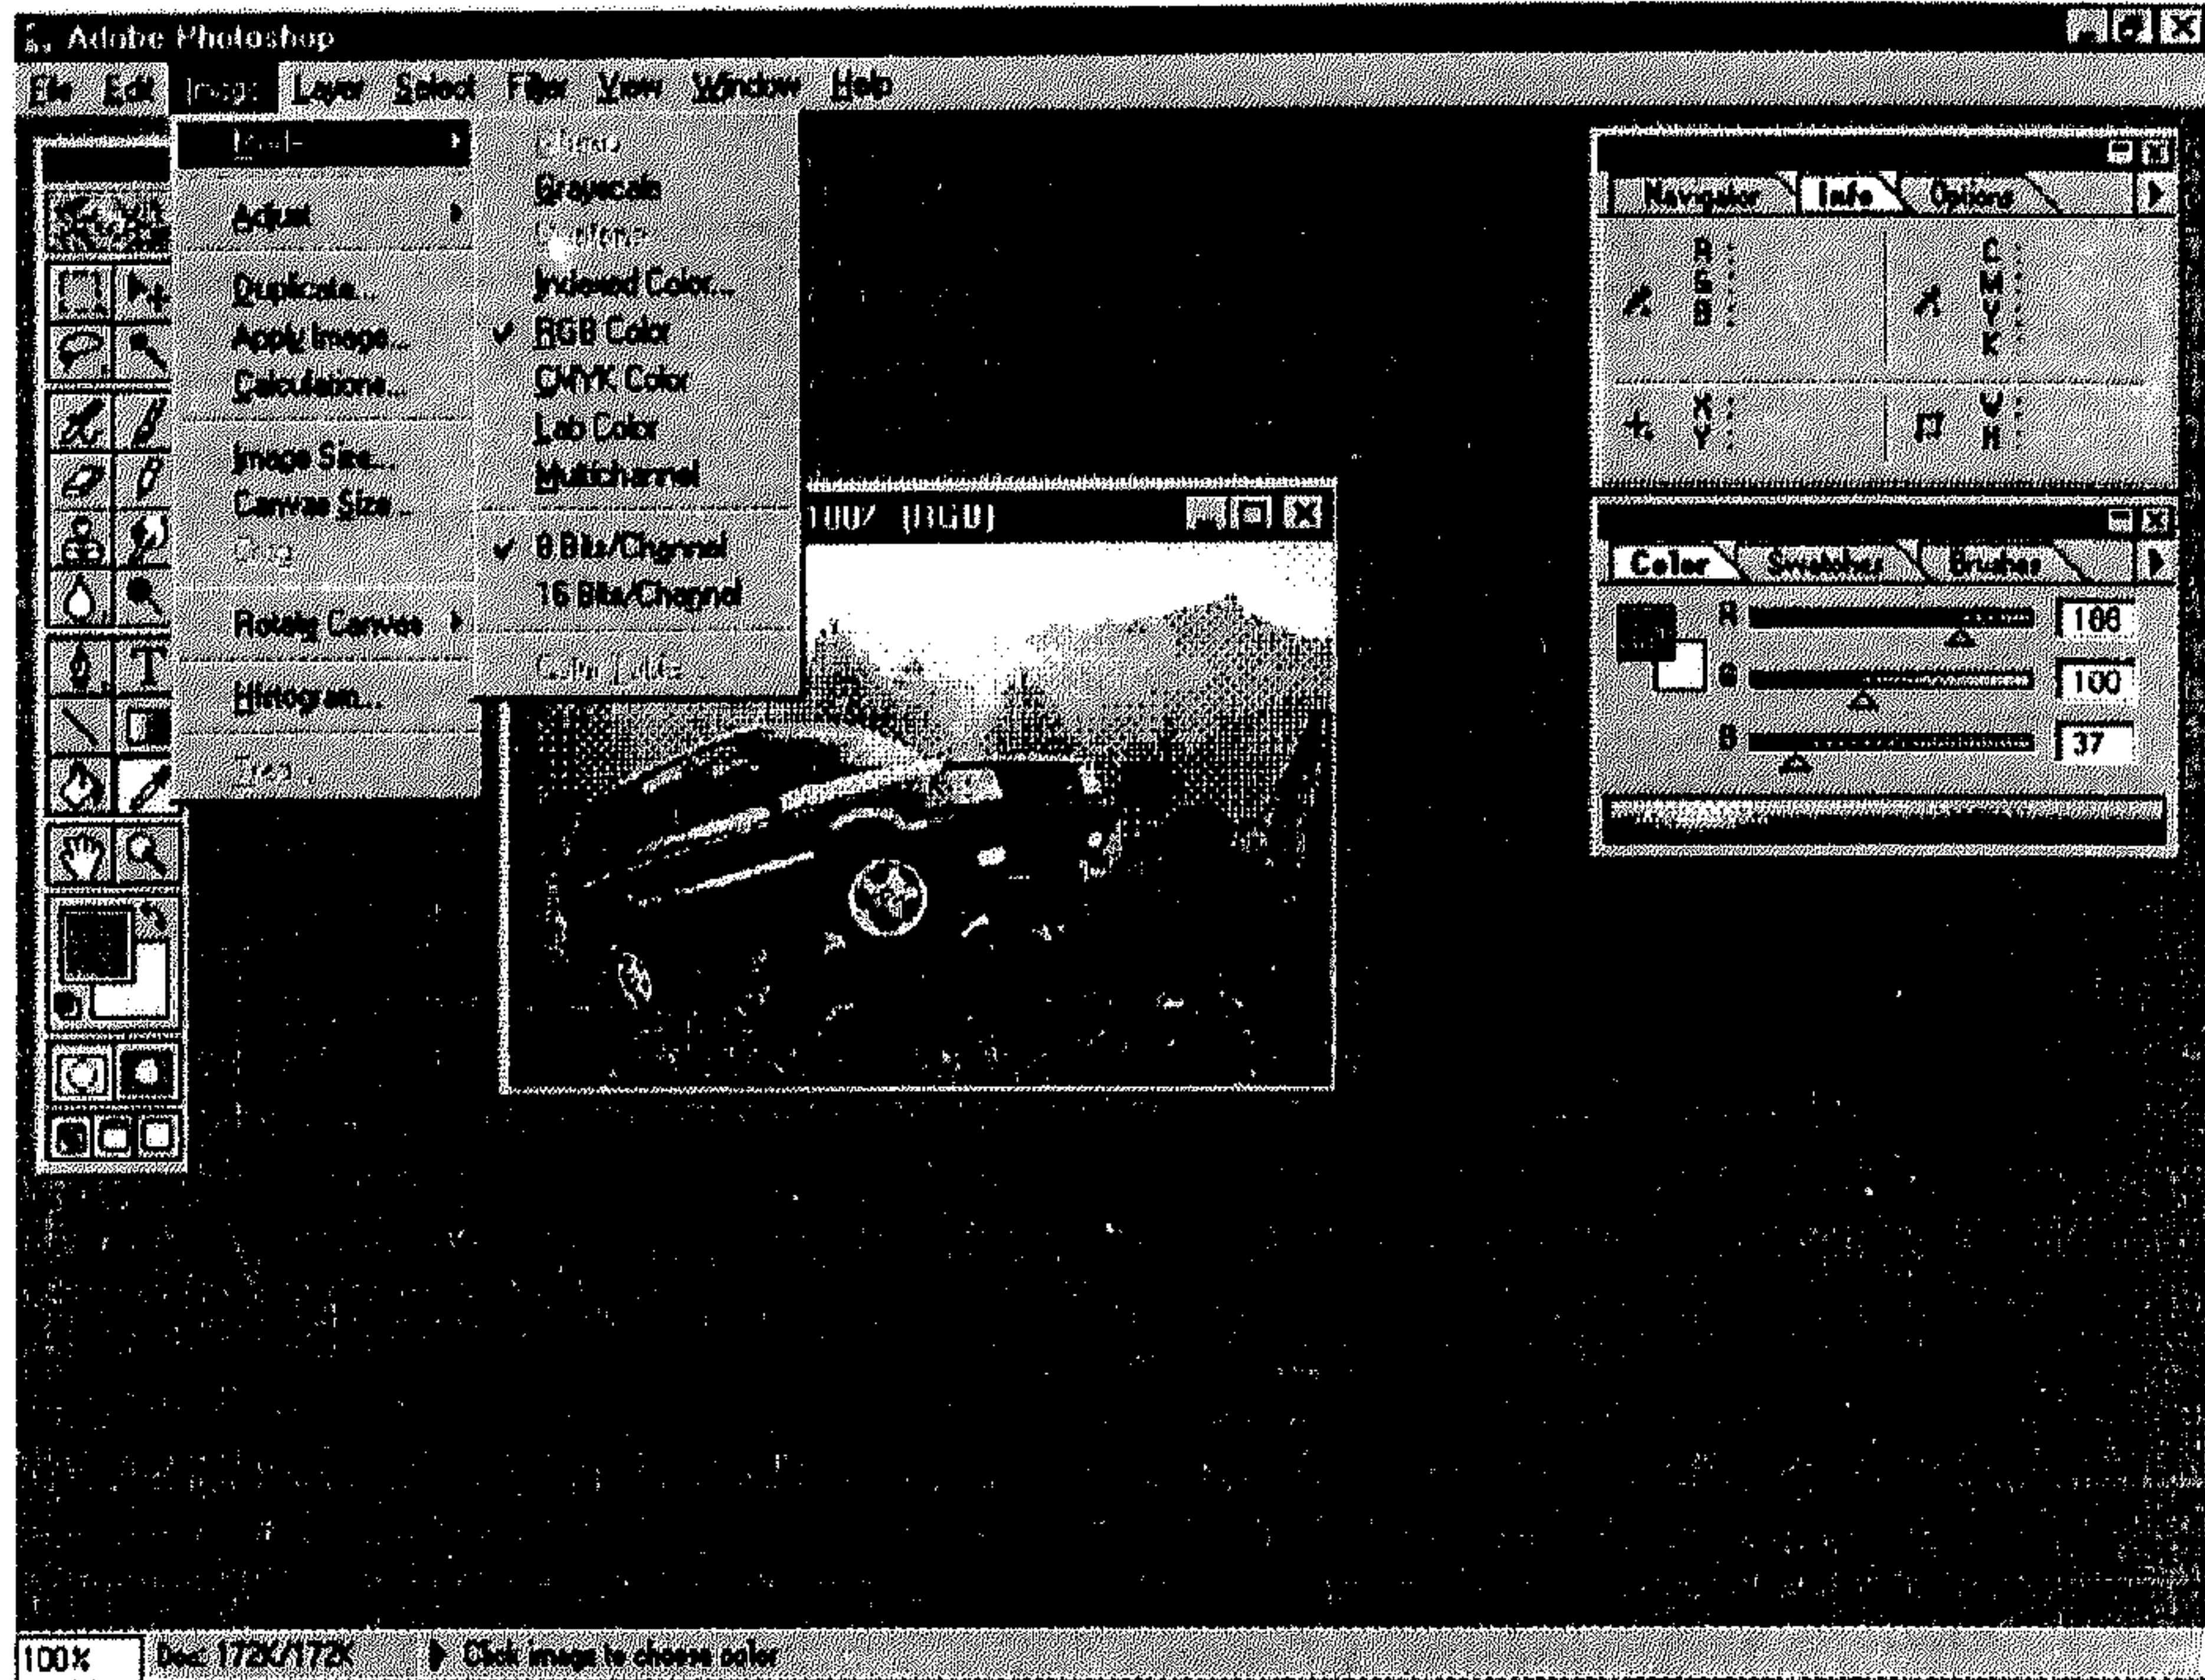 Adobe Photoshop
File Edit Image Layer Select Filter View Window Help
Adjust
Duplicate...
Apply Image...
Calculations...
Image Size...
Canvas Size...
Rotate Canvas
Histogram...
Grayscale
Indexed Color...
✓ RGB Color
CMYK Color
Lab Color
Multichannel
✓ 8 Bits/Channel
16 Bits/Channel
100% (RGB)
Navigator Info Options
R
G
B
C
M
Y
K
X
Y
W
H
Color Swatches Brushes
R
G 100
B 37
T
100% Doc: 172K/172K Click image to choose color